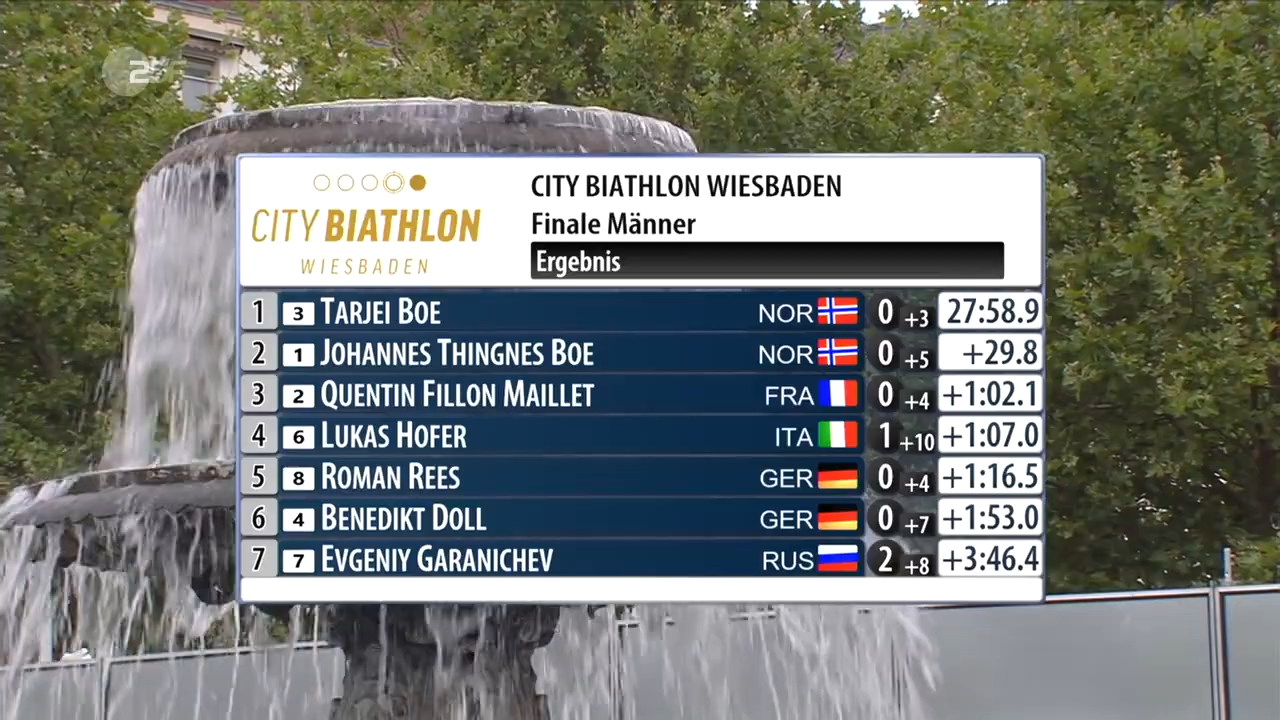 ZDF
CITY BIATHLON
WIESBADEN
CITY BIATHLON WIESBADEN
Finale Männer
Ergebnis
1 3 TARJEI BOE NOR 0 +3 27:58.9
2 1 JOHANNES THINGNES BOE NOR 0 +5 +29.8
3 2 QUENTIN FILLON MAILLET FRA 0 +4 +1:02.1
4 6 LUKAS HOFER ITA 1 +10 +1:07.0
5 8 ROMAN REES GER 0 +4 +1:16.5
6 4 BENEDIKT DOLL GER 0 +7 +1:53.0
7 7 EVGENIY GARANICHEV RUS 2 +8 +3:46.4